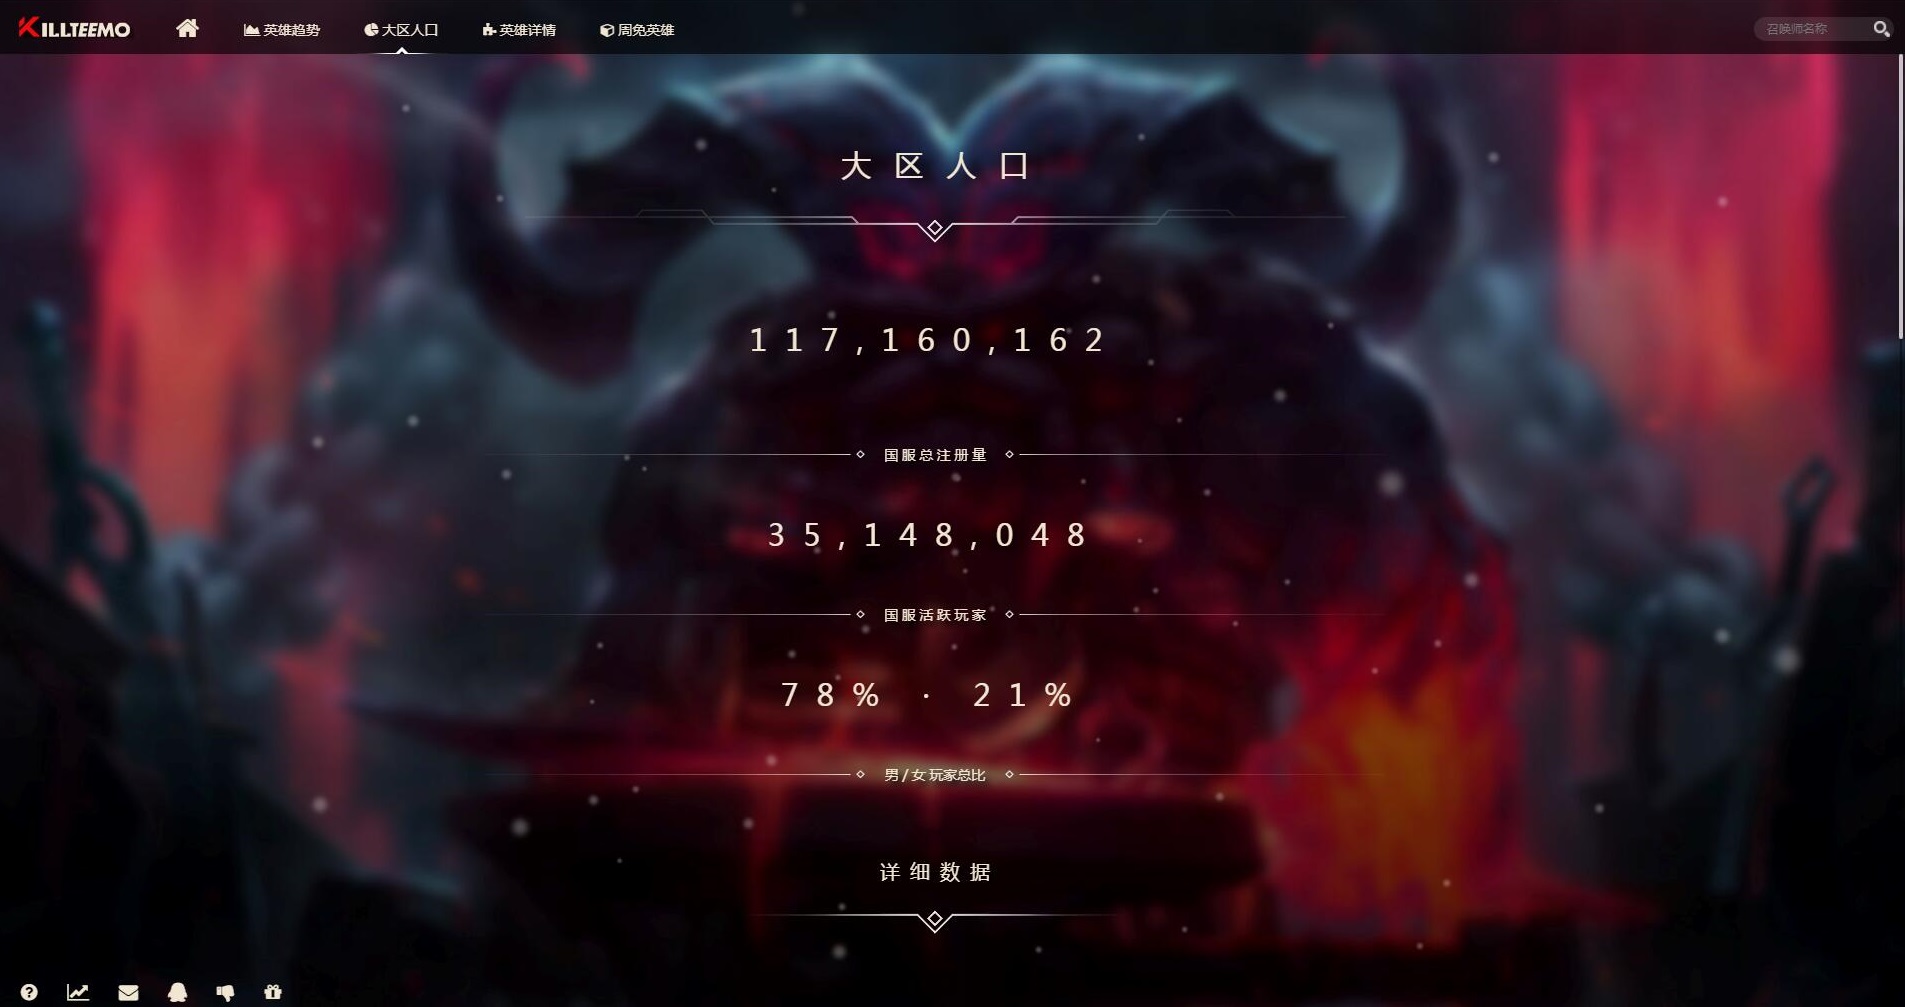 KILLTEEMO
英雄趋势
大区人口
英雄详情
周免英雄
召唤师名称
大区人口
117,160,162
国服总注册量
35,148,048
国服活跃玩家
78% · 21%
男/女玩家总比
详细数据